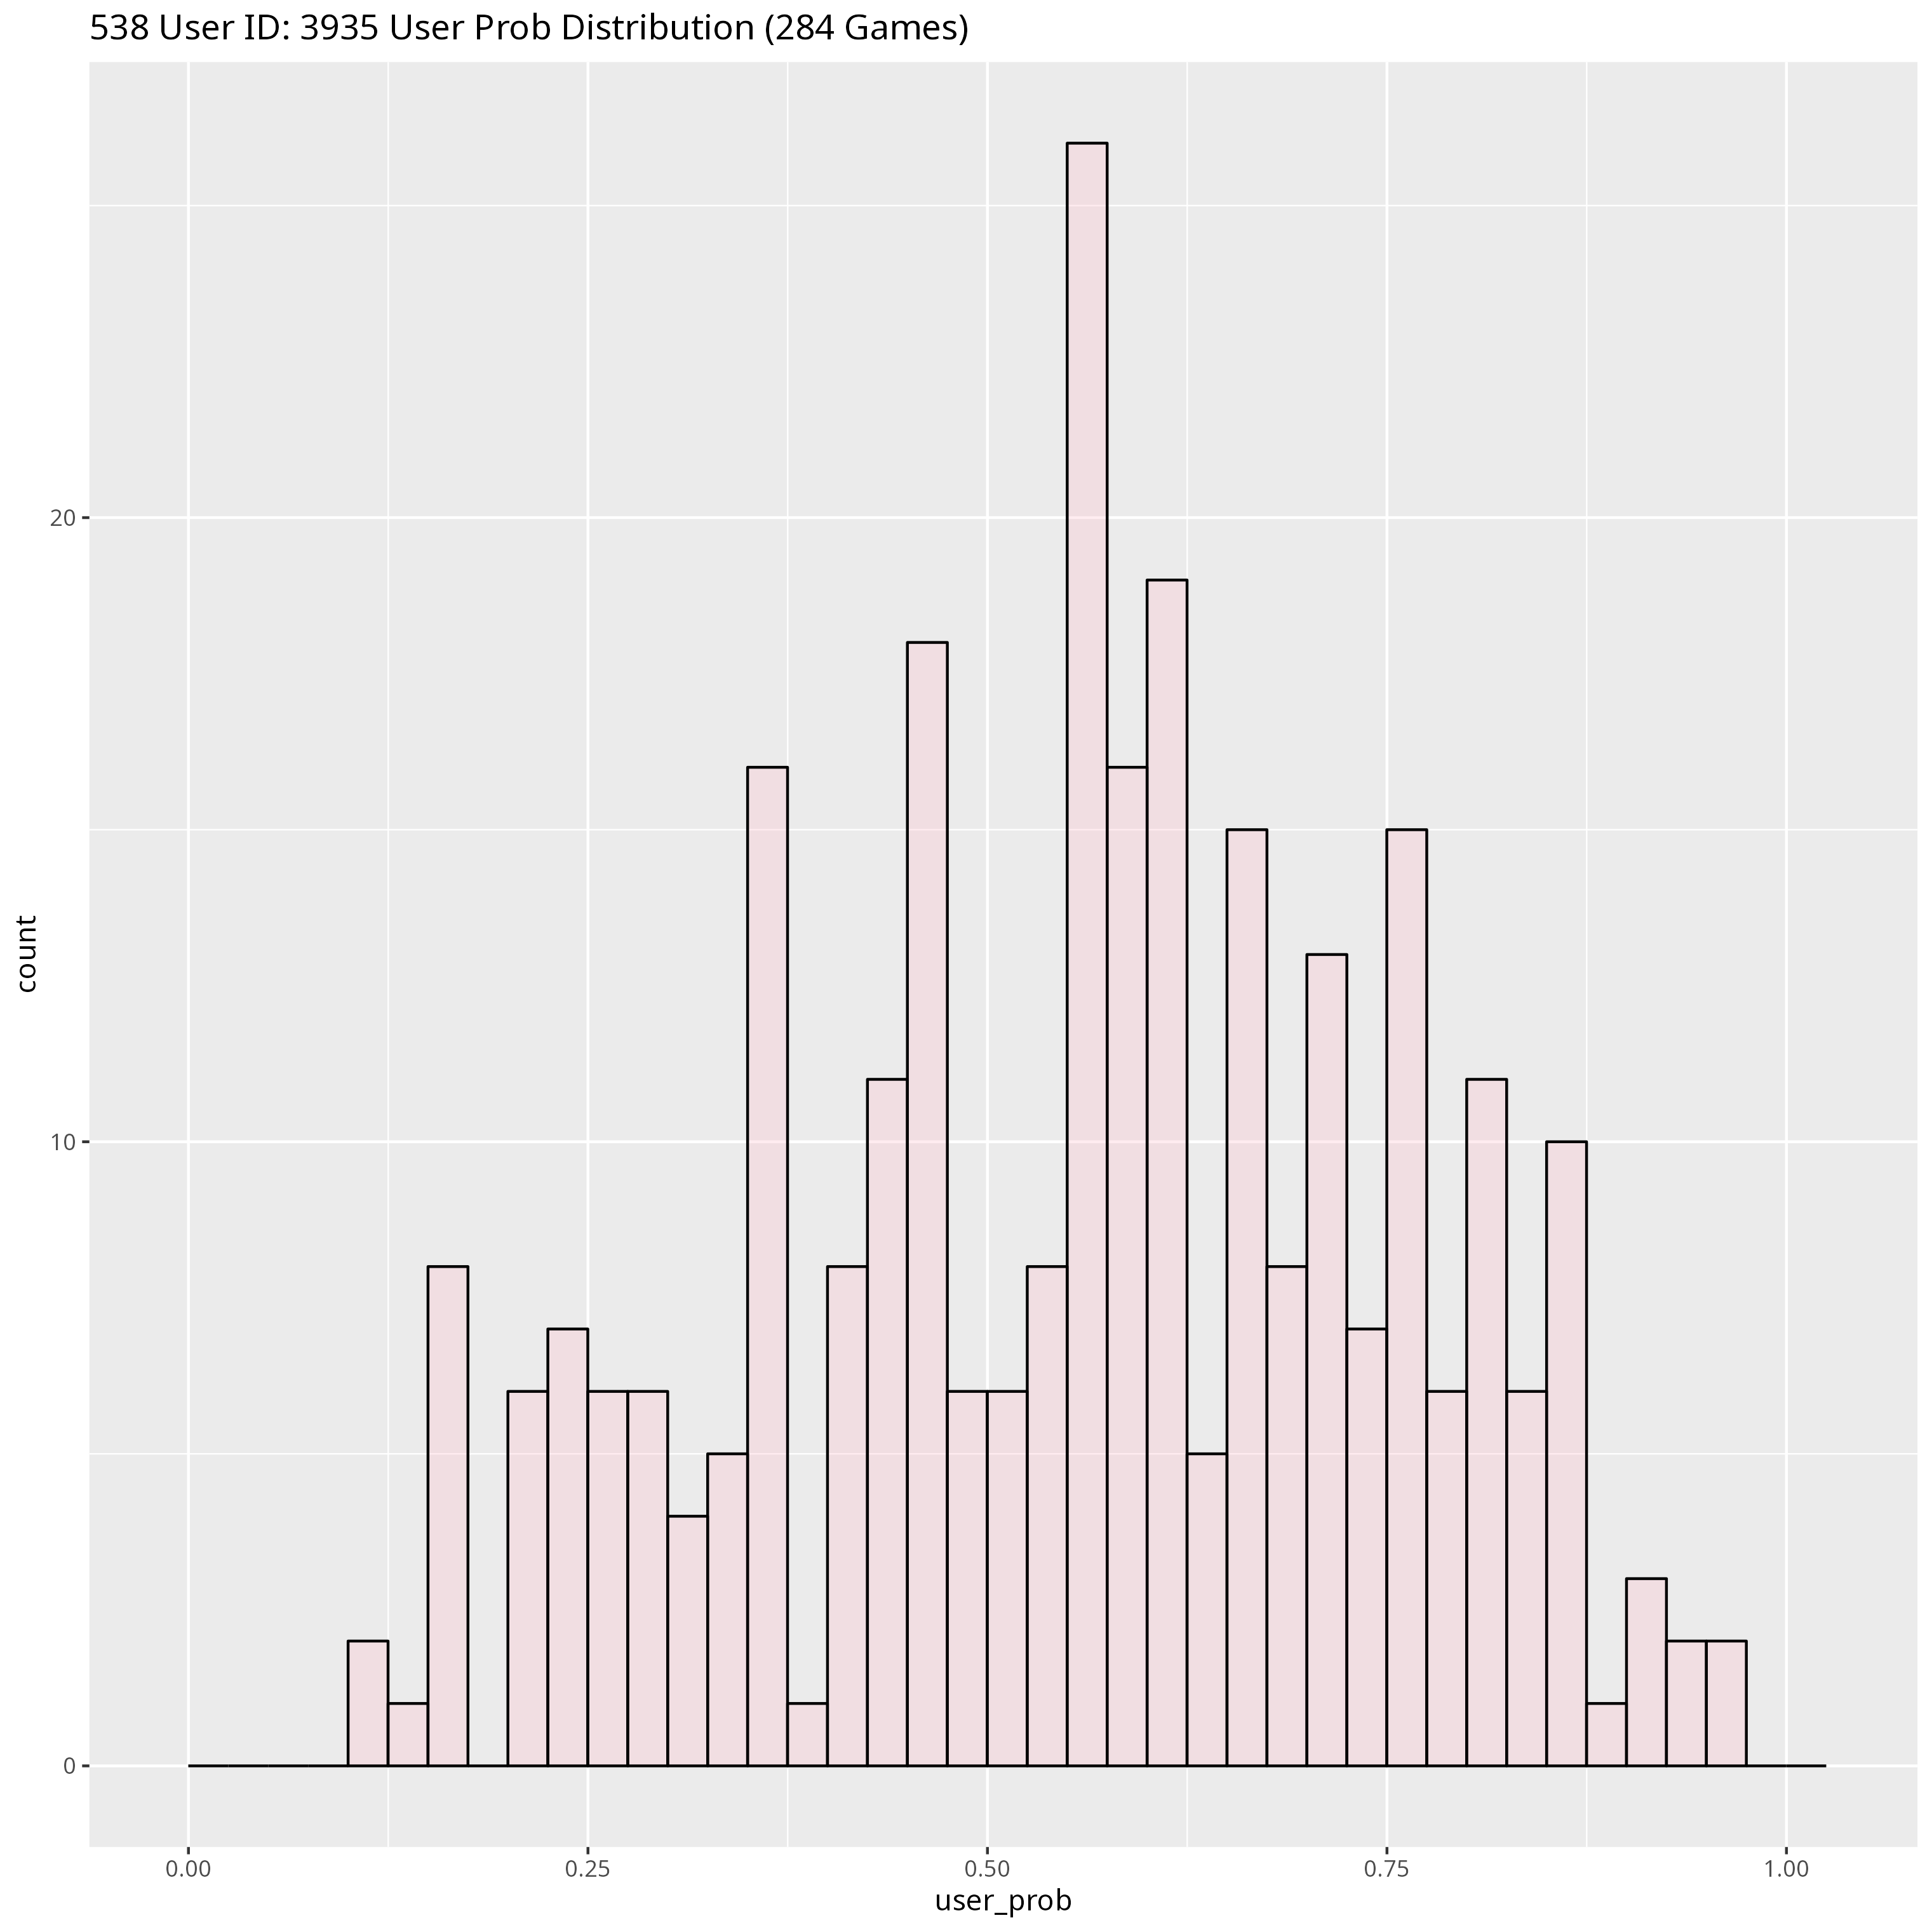 538 User ID: 3935 User Prob Distribution (284 Games)
count
20
10
0
0.00 0.25 0.50 0.75 1.00
user_prob